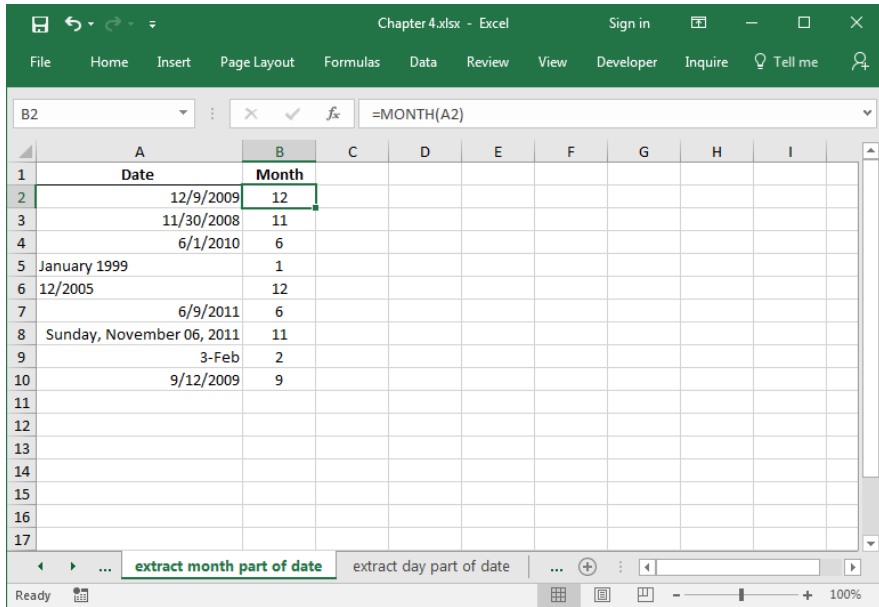 Chapter 4.xlsx - Excel Sign in
File Home Insert Page Layout Formulas Data Review View Developer Inquire Tell me
B2 fx =MONTH(A2)
A B C D E F G H I
1 Date Month
2 12/9/2009 12
3 11/30/2008 11
4 6/1/2010 6
5 January 1999 1
6 12/2005 12
7 6/9/2011 6
8 Sunday, November 06, 2011 11
9 3-Feb 2
10 9/12/2009 9
11
12
13
14
15
16
17
... extract month part of date extract day part of date ...
Ready 100%